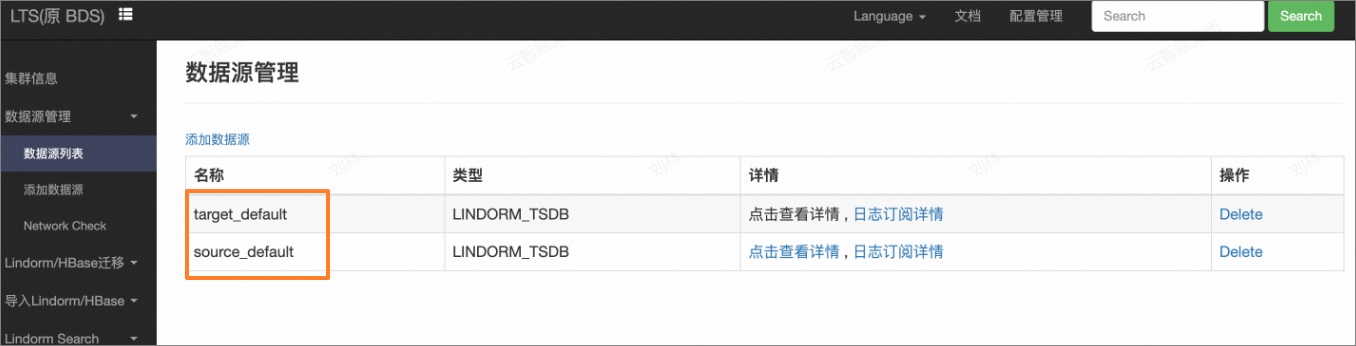 LTS(原 BDS)
Language
文档
配置管理
Search
Search
集群信息
数据源管理
数据源列表
添加数据源
Network Check
Lindorm/HBase迁移
导入Lindorm/HBase
Lindorm Search
数据源管理
添加数据源
名称 类型 详情 操作
target_default LINDORM_TSDB 点击查看详情 , 日志订阅详情 Delete
source_default LINDORM_TSDB 点击查看详情 , 日志订阅详情 Delete